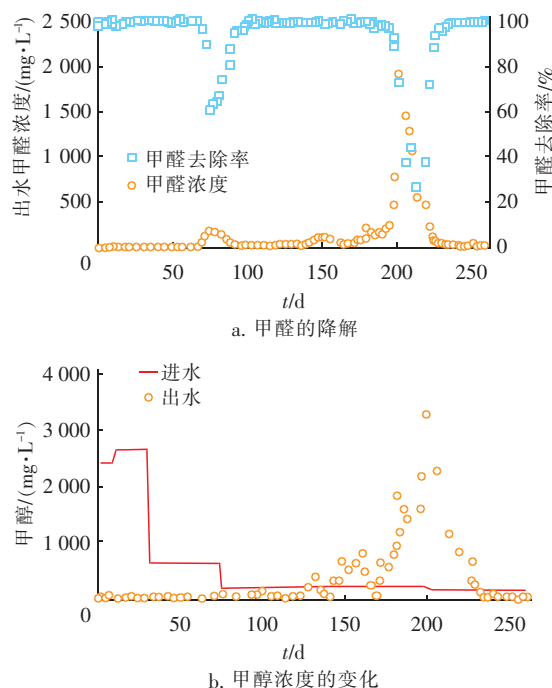 2 500
2 000
1 500
1 000
500
0
出水甲醛浓度/(mg·L⁻¹)
100
80
60
40
20
0
甲醛去除率/%
甲醛去除率
甲醛浓度
50 100 150 200 250
t/d
a. 甲醛的降解
4 000
3 000
2 000
1 000
0
甲醇/(mg·L⁻¹)
进水
出水
50 100 150 200 250
t/d
b. 甲醇浓度的变化